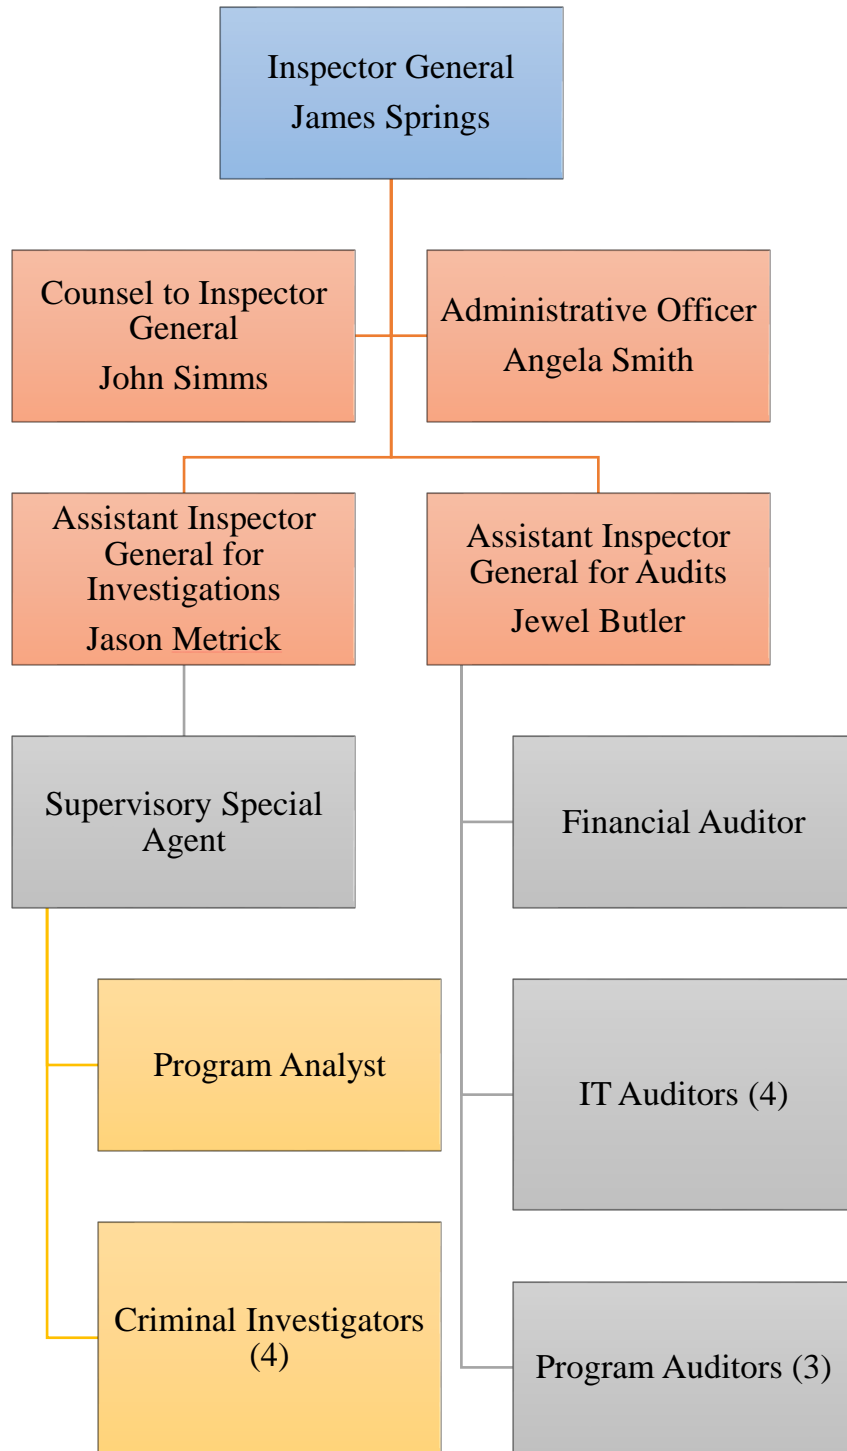 Inspector General
James Springs
Counsel to Inspector
General
John Simms
Administrative Officer
Angela Smith
Assistant Inspector
General for
Investigations
Jason Metrick
Assistant Inspector
General for Audits
Jewel Butler
Supervisory Special
Agent
Financial Auditor
Program Analyst
IT Auditors (4)
Criminal Investigators
(4)
Program Auditors (3)